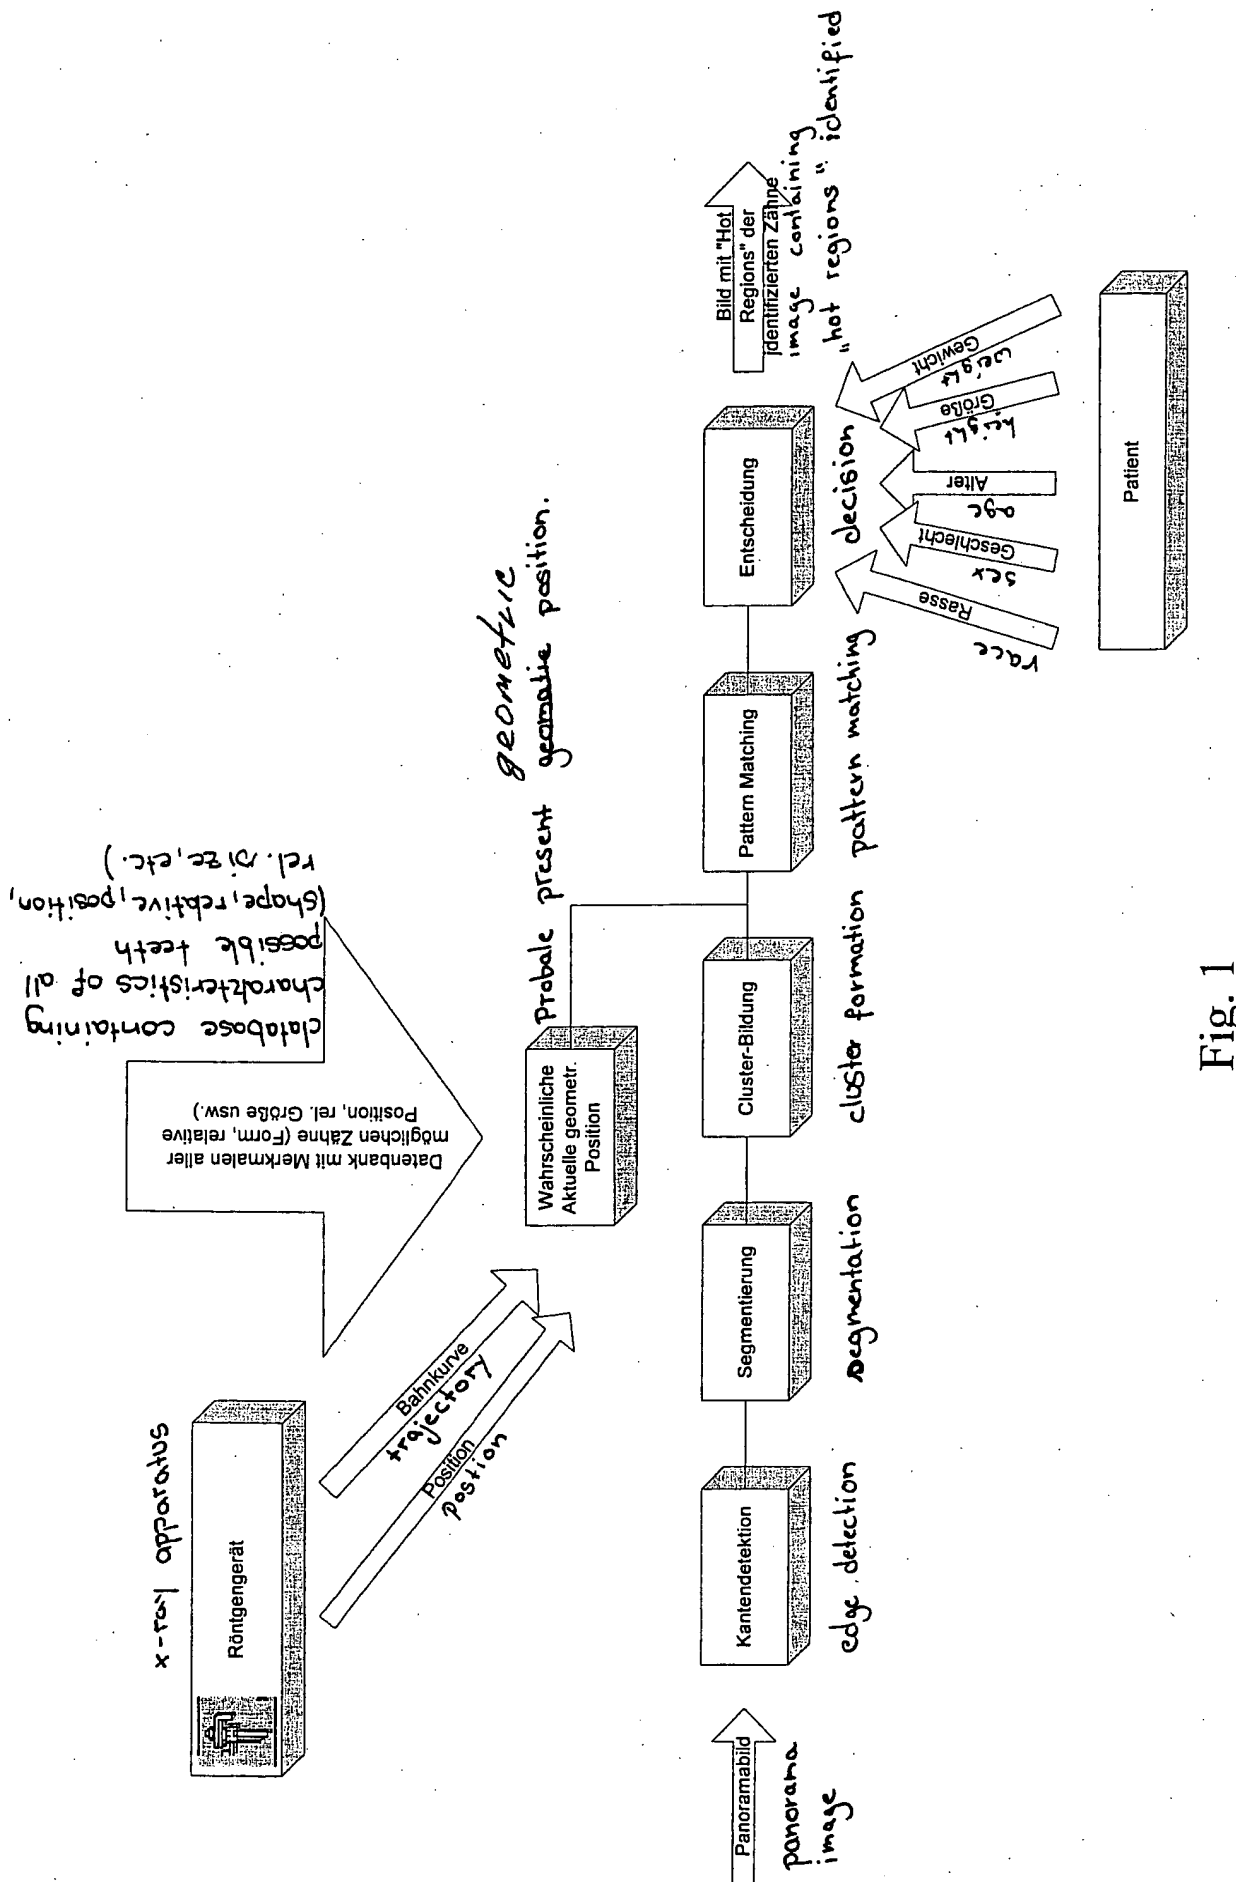 x-ray apparatus
Röntgengerät
Bahnkurve
trajectory
Position
postion
database containing
charakteristics of all
possible teeth
(shape, relative, position,
rel. size, etc.)
Datenbank mit Merkmalen aller
möglichen Zähne (Form, relative
Position, rel. Größe usw.)
Wahrscheinliche
Aktuelle geometr.
Position
geometric
Probale present geomatic position.
Panoramabild
panorama
image
Kantendetektion
edge detection
Segmentierung
segmentation
Cluster-Bildung
cluster formation
Pattern Matching
pattern matching
Entscheidung
decision
Bild mit "Hot
Regions" der
identifizierten Zähne
image containing
„hot regions“ identified
Rasse
race
Geschlecht
sex
Alter
age
Größe
height
Gewicht
weight
Patient
Fig. 1